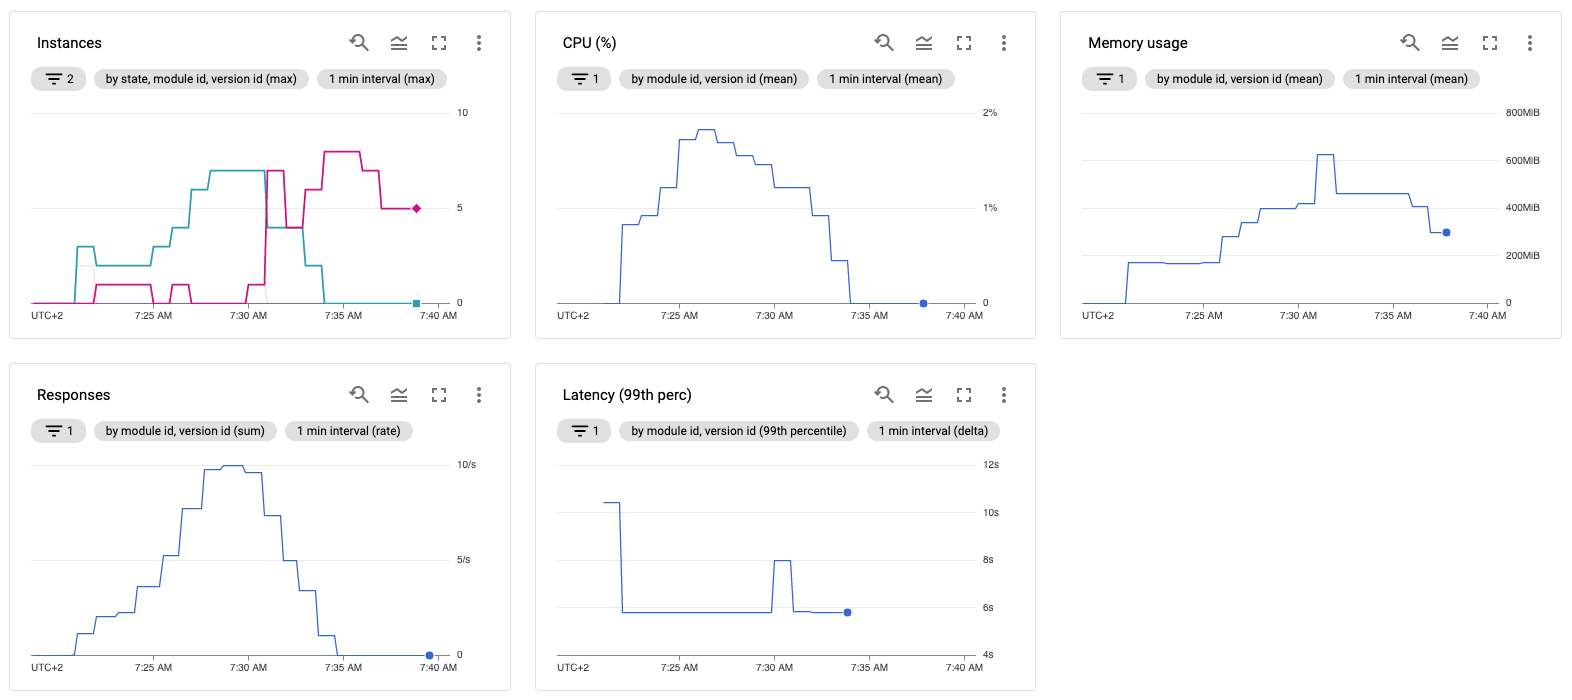 Instances
2
by state, module id, version id (max)
1 min interval (max)
10
5
0
UTC+2
7:25 AM
7:30 AM
7:35 AM
7:40 AM
CPU (%)
1
by module id, version id (mean)
1 min interval (mean)
2%
1%
0
UTC+2
7:25 AM
7:30 AM
7:35 AM
7:40 AM
Memory usage
1
by module id, version id (mean)
1 min interval (mean)
800MiB
600MiB
400MiB
200MiB
0
UTC+2
7:25 AM
7:30 AM
7:35 AM
7:40 AM
Responses
1
by module id, version id (sum)
1 min interval (rate)
10/s
5/s
0
UTC+2
7:25 AM
7:30 AM
7:35 AM
7:40 AM
Latency (99th perc)
1
by module id, version id (99th percentile)
1 min interval (delta)
12s
10s
8s
6s
4s
UTC+2
7:25 AM
7:30 AM
7:35 AM
7:40 AM